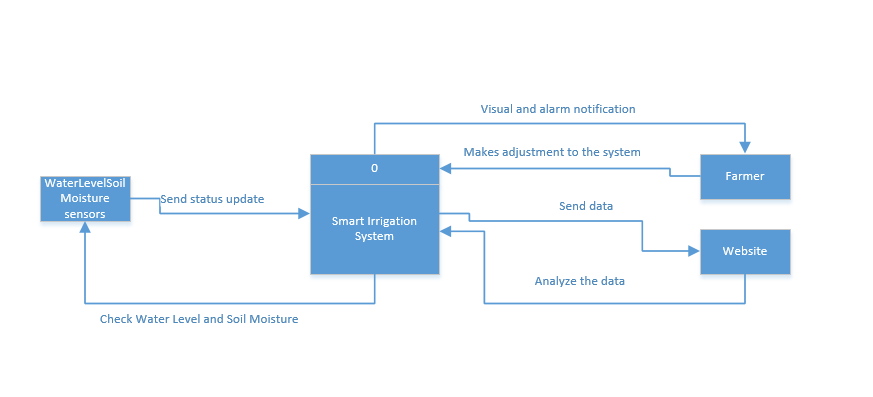 Visual and alarm notification
Makes adjustment to the system
0
Farmer
WaterLevelSoil
Moisture
sensors
Send status update
Smart Irrigation
System
Send data
Website
Analyze the data
Check Water Level and Soil Moisture